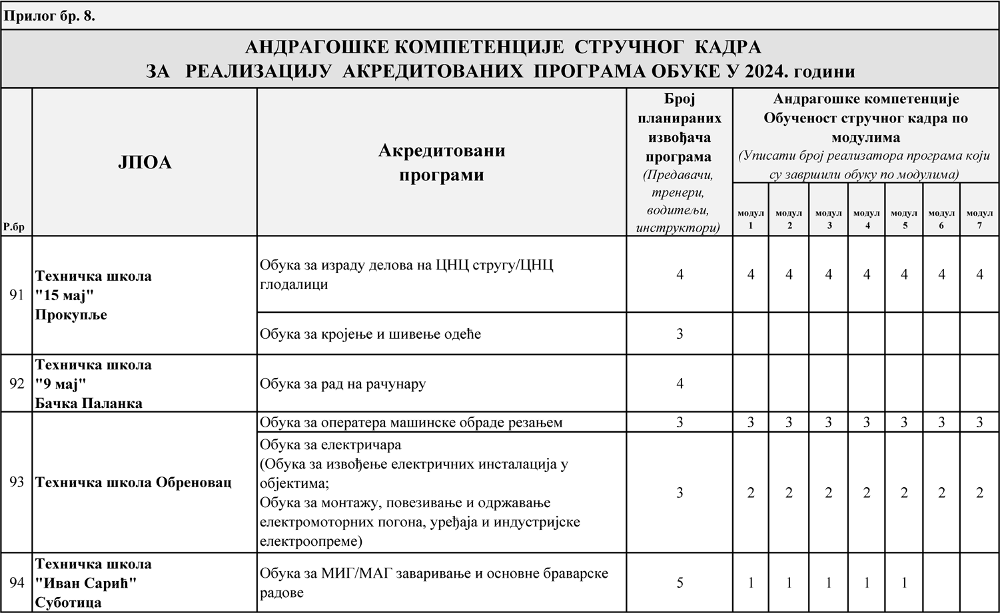 Прилог бр. 8.
АНДРАГОШКЕ КОМПЕТЕНЦИЈЕ СТРУЧНОГ КАДРА
ЗА РЕАЛИЗАЦИЈУ АКРЕДИТОВАНИХ ПРОГРАМА ОБУКЕ У 2024. години
Р.бр
ЈПОА
Акредитовани
програми
Број
планираних
извођача
програма
(Предавачи,
тренери,
водитељи,
инструктори)
Андрагошке компетенције
Обученост стручног кадра по
модулима
(Уписати број реализатора програма који
су завршили обуку по модулима)
модул
1
модул
2
модул
3
модул
4
модул
5
модул
6
модул
7
91
Техничка школа
"15 мај"
Прокупље
Обука за израду делова на ЦНЦ стругу/ЦНЦ
глодалици
4 4 4 4 4 4 4 4
Обука за кројење и шивење одеће
3
92
Техничка школа
"9 мај"
Бачка Паланка
Обука за рад на рачунару
4
93
Техничка школа Обреновац
Обука за оператера машинске обраде резањем
3 3 3 3 3 3 3 3
Обука за електричара
(Обука за извођење електричних инсталација у
објектима;
Обука за монтажу, повезивање и одржавање
електромоторних погона, уређаја и индустријске
електроопреме)
3 2 2 2 2 2 2 2
94
Техничка школа
"Иван Сарић"
Суботица
Обука за МИГ/МАГ заваривање и основне браварске
радове
5 1 1 1 1 1